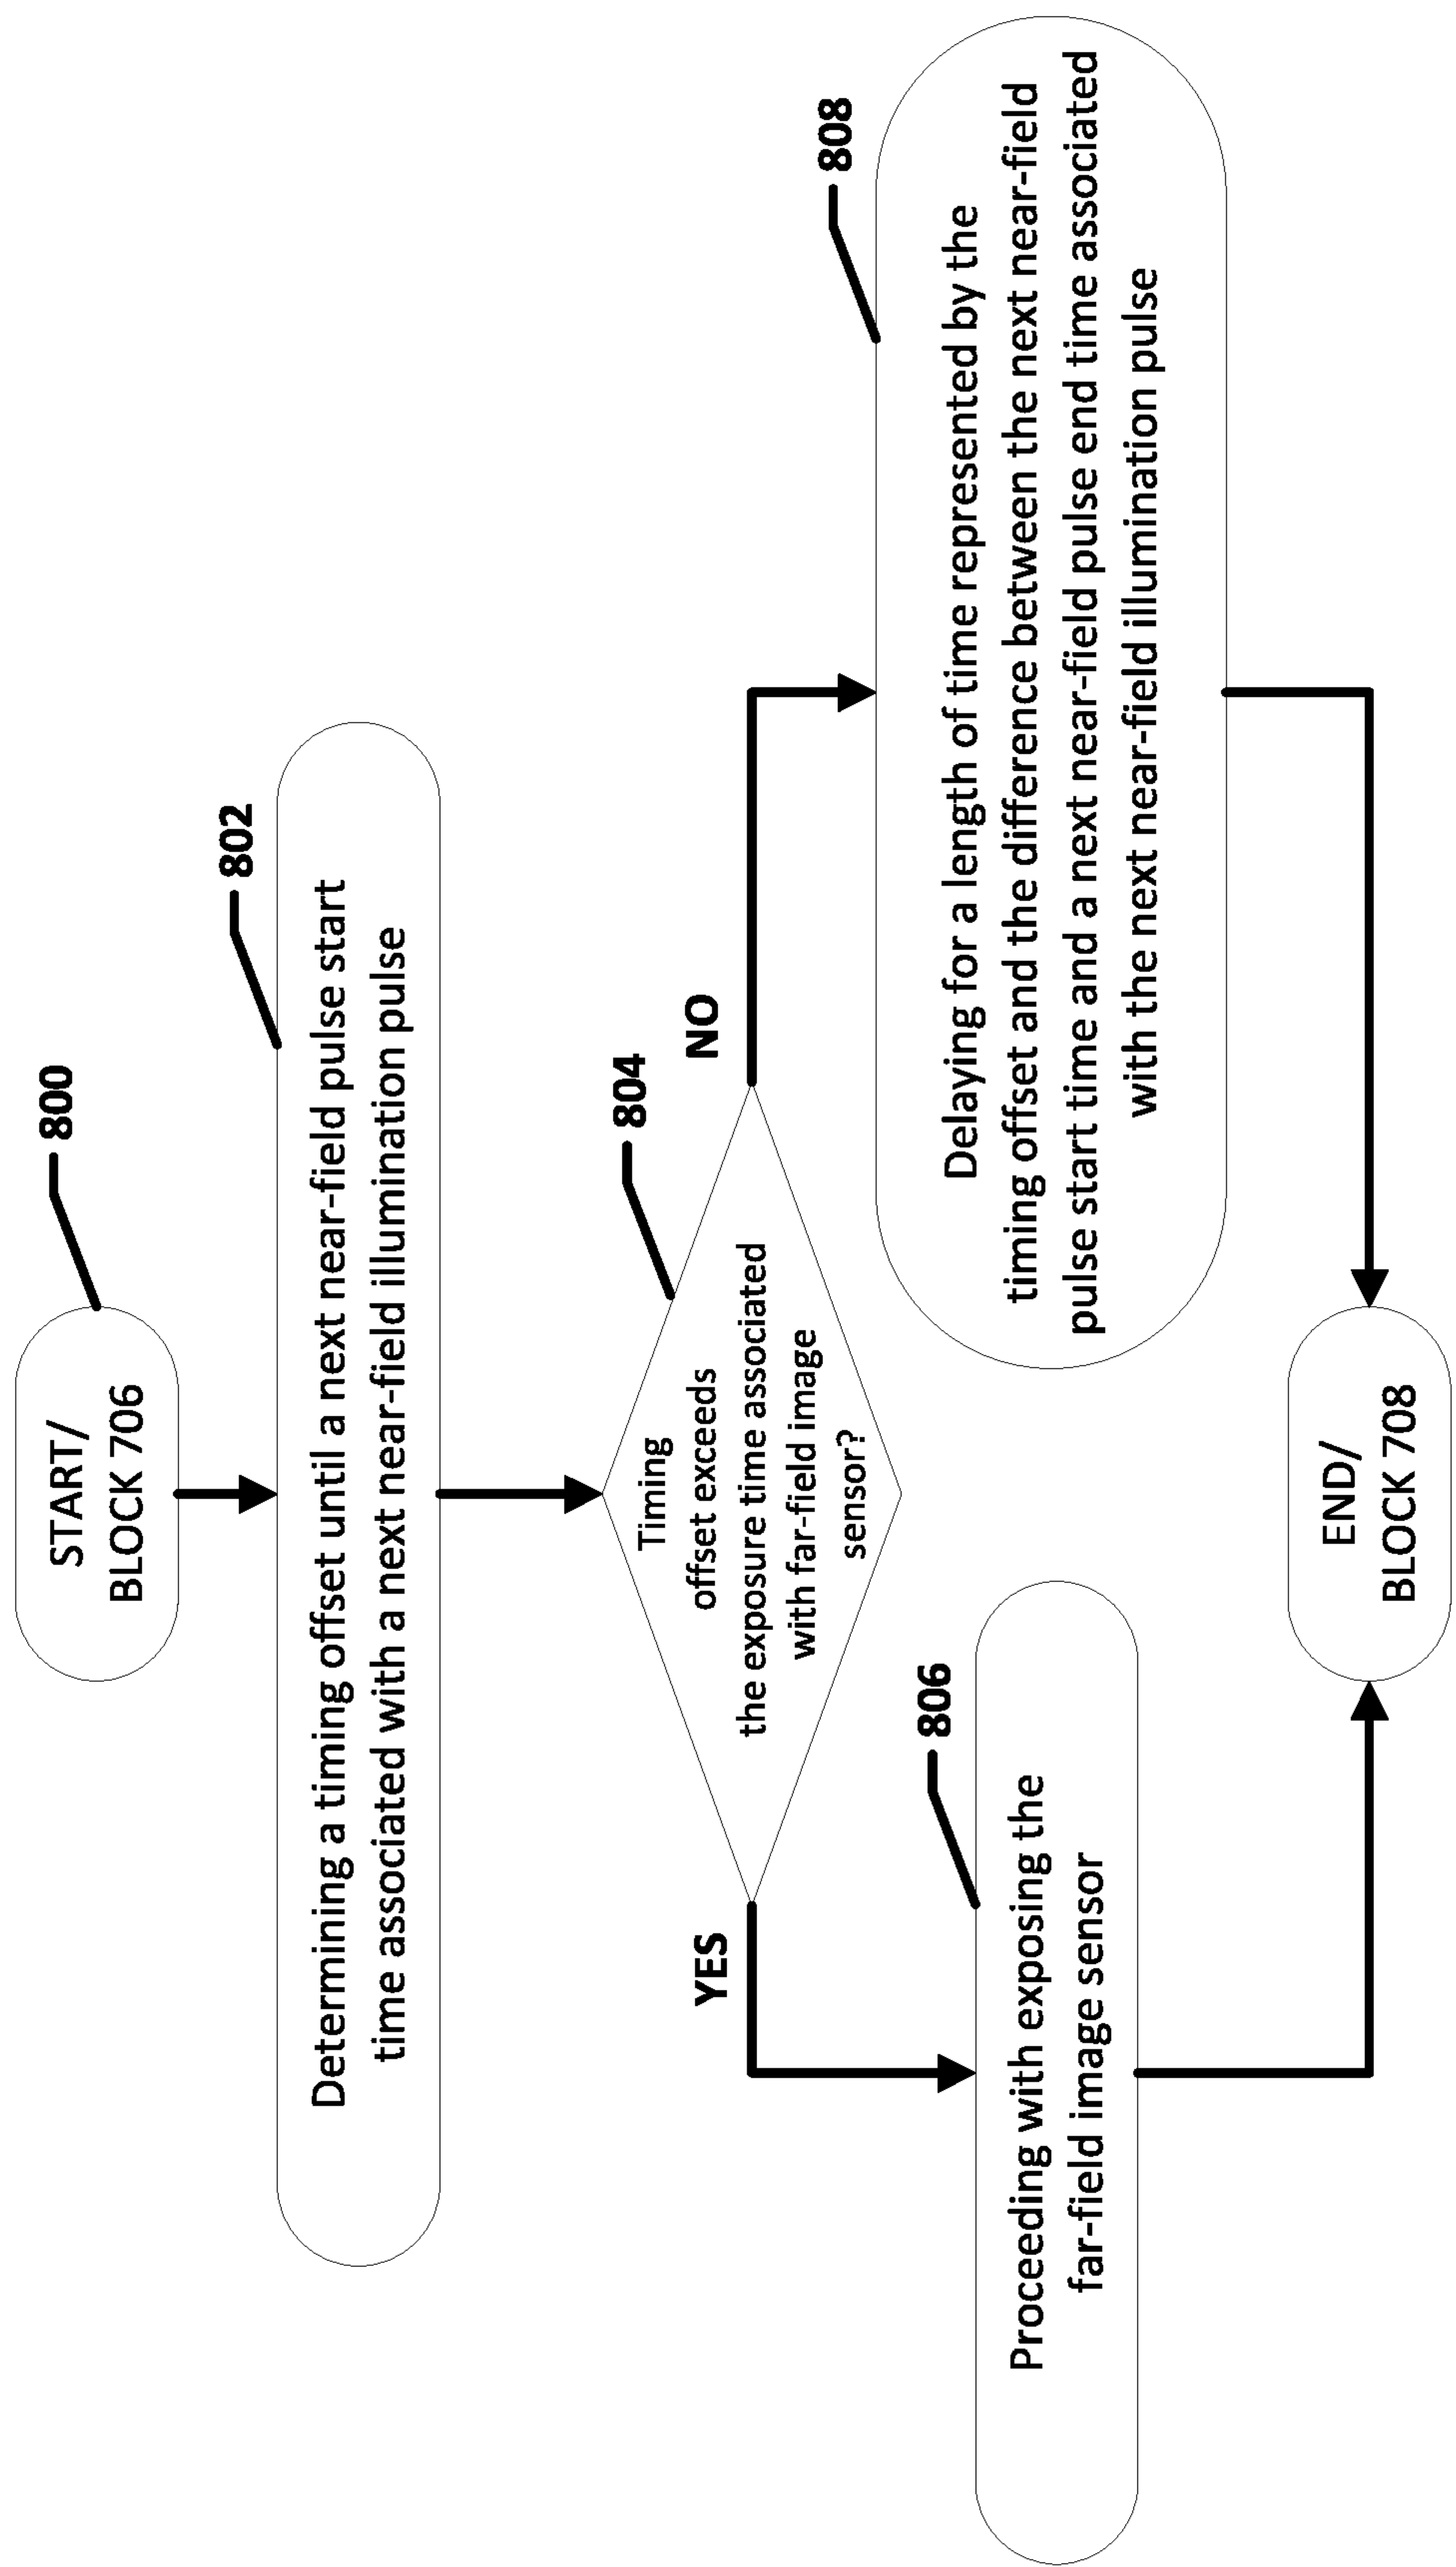 800
START/
BLOCK 706
802
Determining a timing offset until a next near-field pulse start
time associated with a next near-field illumination pulse
804
Timing
offset exceeds
the exposure time associated
with far-field image
sensor?
YES
NO
806
Proceeding with exposing the
far-field image sensor
808
Delaying for a length of time represented by the
timing offset and the difference between the next near-field
pulse start time and a next near-field pulse end time associated
with the next near-field illumination pulse
END/
BLOCK 708